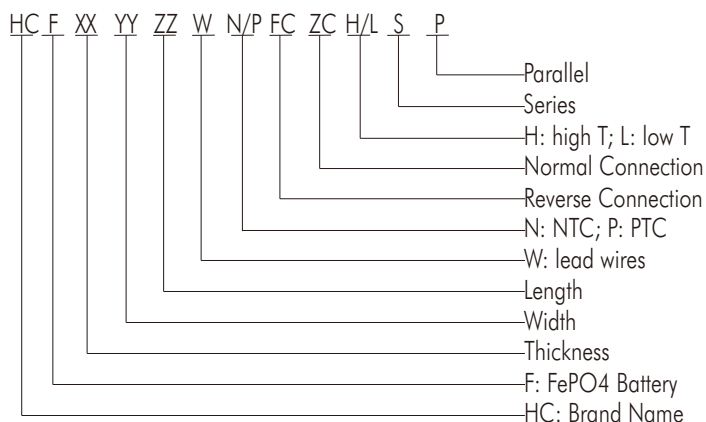 HC F XX YY ZZ W N/P FC ZC H/L S P
Parallel
Series
H: high T; L: low T
Normal Connection
Reverse Connection
N: NTC; P: PTC
W: lead wires
Length
Width
Thickness
F: FePO4 Battery
HC: Brand Name